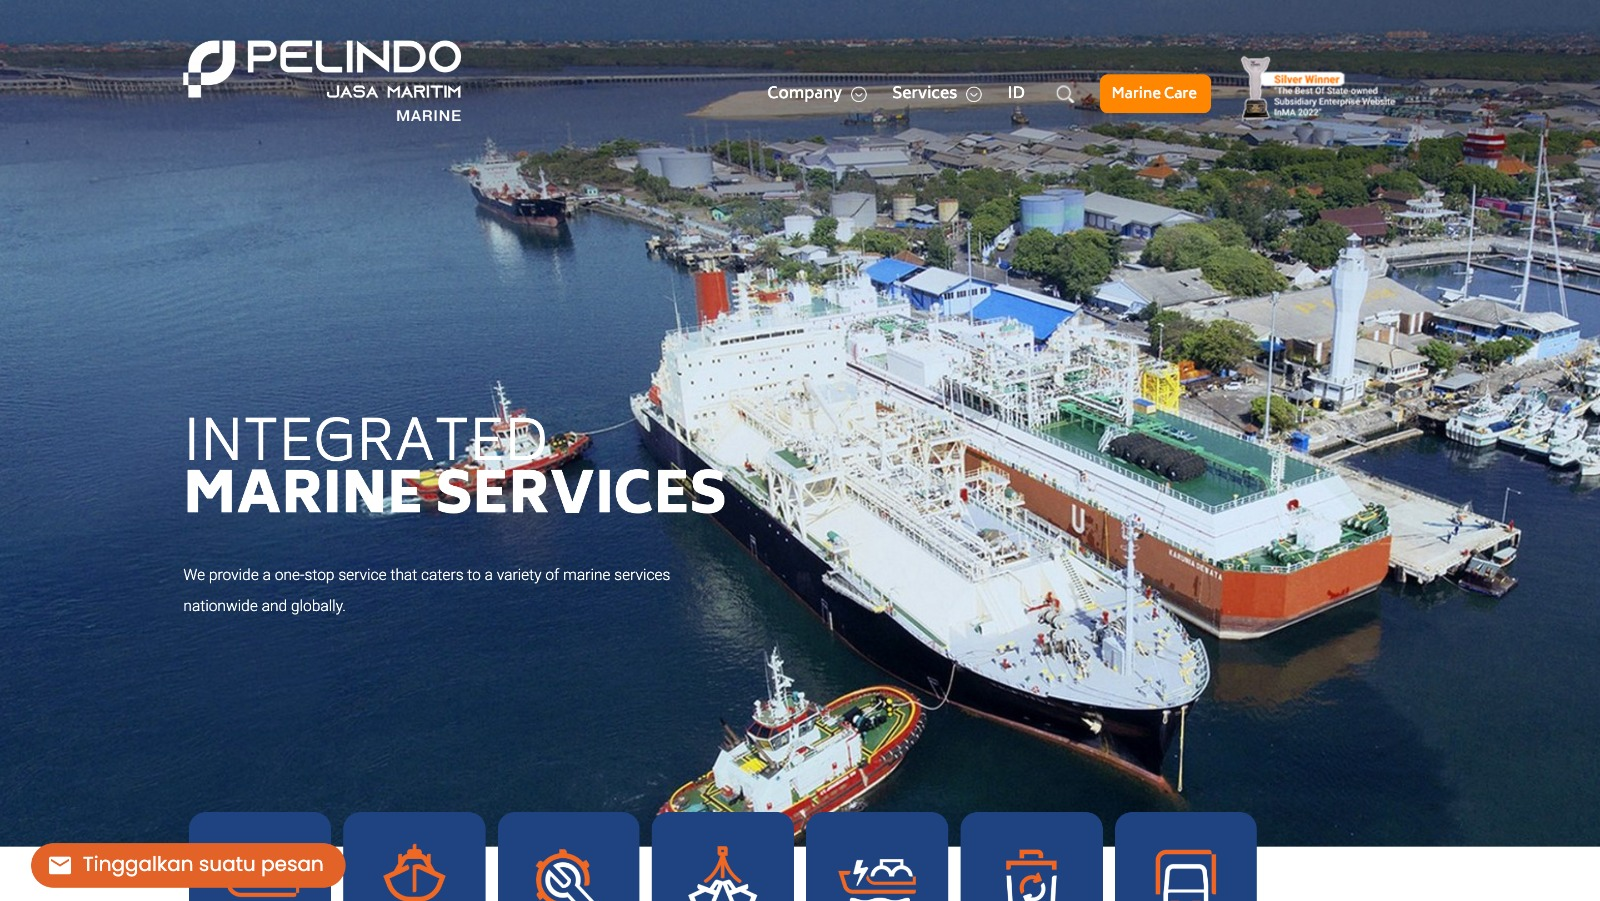 PELINDO
JASA MARITIM
MARINE
Company
Services
ID
Marine Care
Silver Winner
"The Best Of State-owned
Subsidiary Enterprise Website
InMA 2022"
INTEGRATED
MARINE SERVICES
We provide a one-stop service that caters to a variety of marine services
nationwide and globally.
U
KARUNIA DEWATA
Tinggalkan suatu pesan